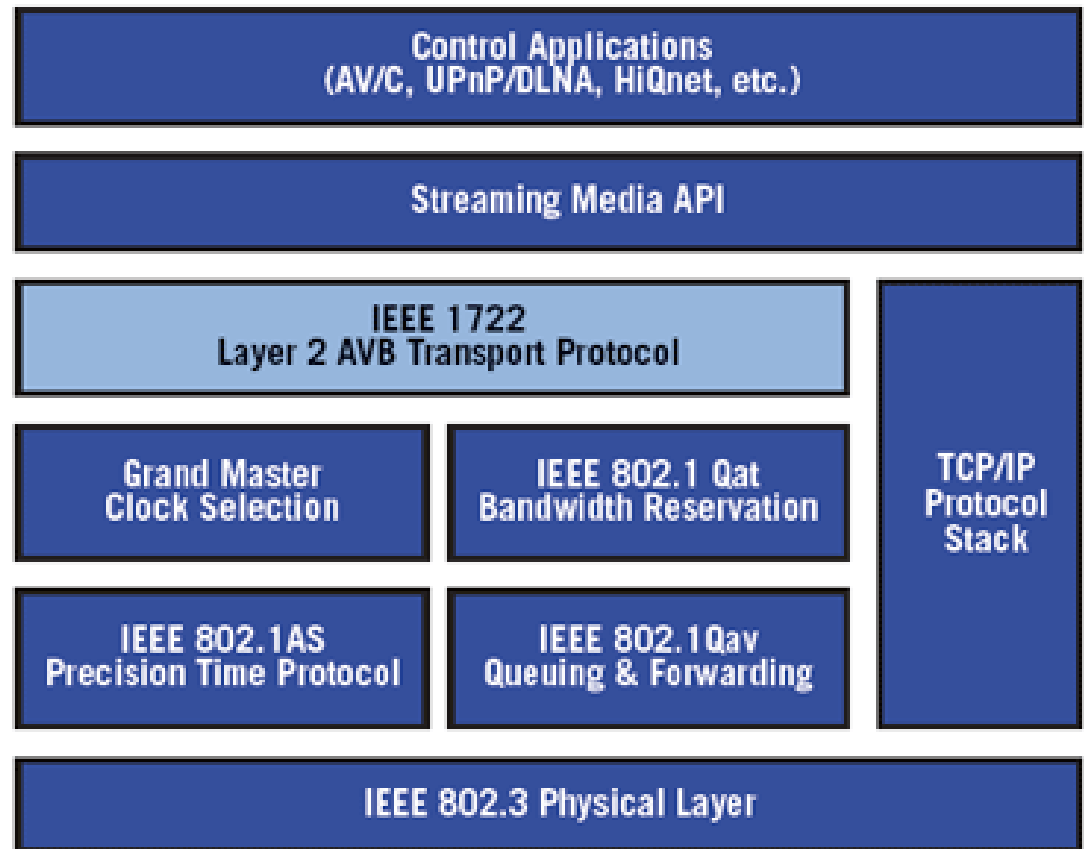 Control Applications
(AV/C, UPnP/DLNA, HiQnet, etc.)
Streaming Media API
IEEE 1722
Layer 2 AVB Transport Protocol
Grand Master
Clock Selection
IEEE 802.1 Qat
Bandwidth Reservation
TCP/IP
Protocol
Stack
IEEE 802.1AS
Precision Time Protocol
IEEE 802.1Qav
Queuing & Forwarding
IEEE 802.3 Physical Layer